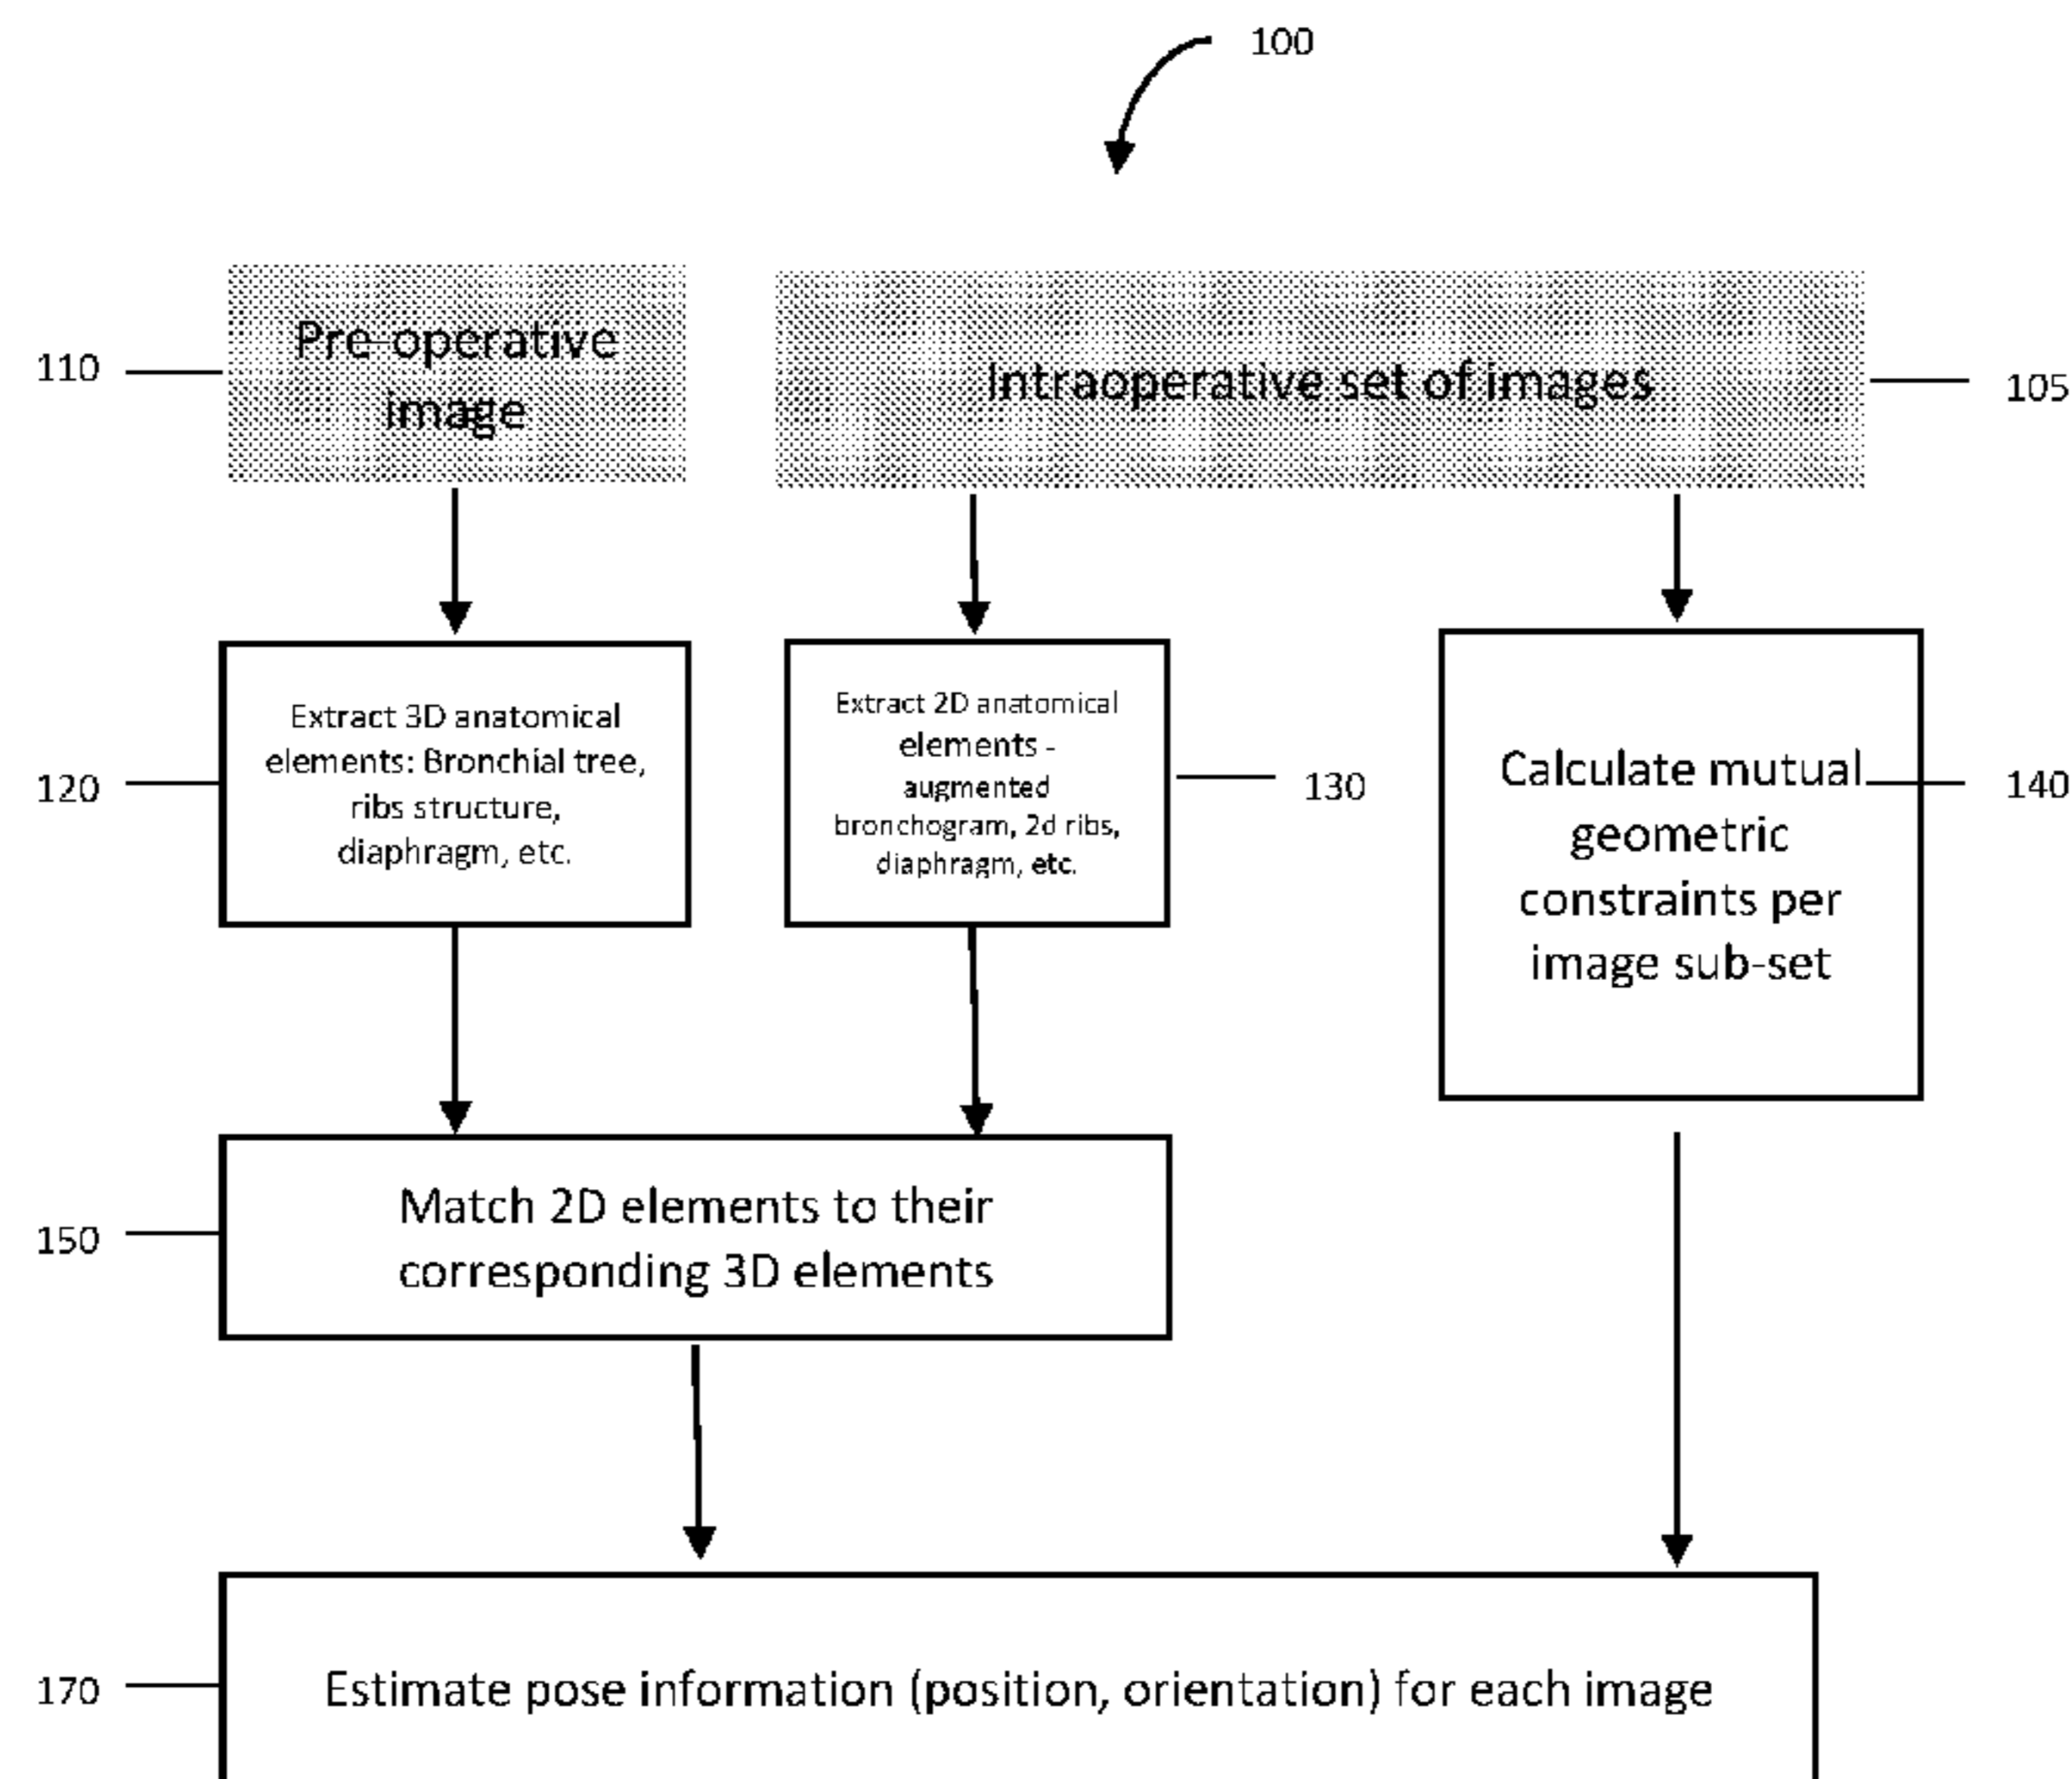 100
110
Pre-operative
image
Intraoperative set of images
105
120
Extract 3D anatomical
elements: Bronchial tree,
ribs structure,
diaphragm, etc.
Extract 2D anatomical
elements -
augmented
bronchogram, 2d ribs,
diaphragm, etc.
130
Calculate mutual
geometric
constraints per
image sub-set
140
150
Match 2D elements to their
corresponding 3D elements
170
Estimate pose information (position, orientation) for each image